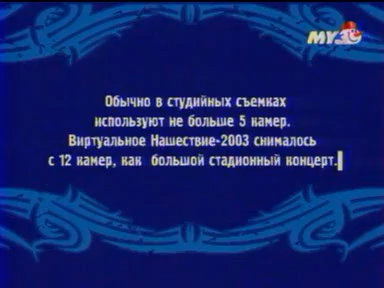 МУЗ
Обычно в студийных съемках
используют не больше 5 камер.
Виртуальное Нашествие-2003 снималось
с 12 камер, как большой стадионный концерт.